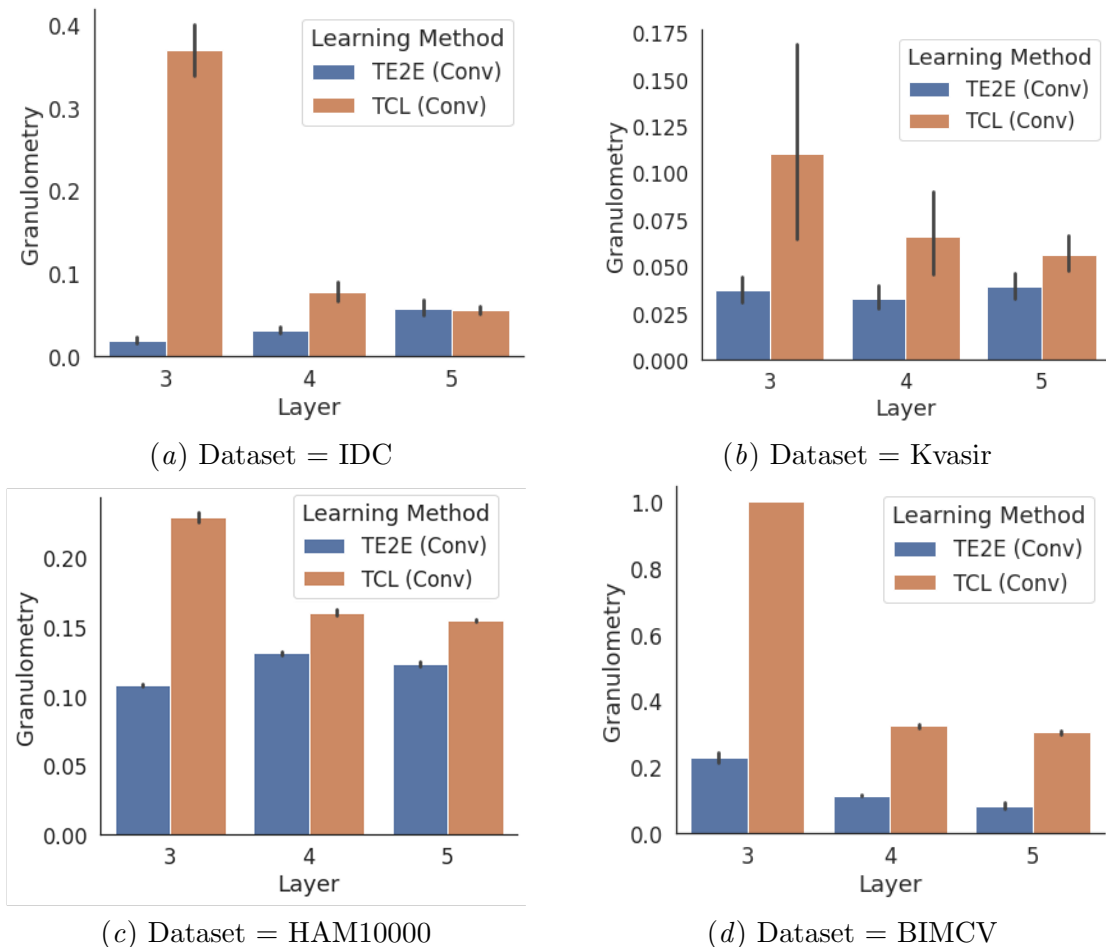 0.4
0.3
0.2
0.1
0.0
Granulometry
Learning Method
TE2E (Conv)
TCL (Conv)
3 4 5
Layer
(a) Dataset = IDC
0.175
0.150
0.125
0.100
0.075
0.050
0.025
0.000
Granulometry
Learning Method
TE2E (Conv)
TCL (Conv)
3 4 5
Layer
(b) Dataset = Kvasir
0.20
0.15
0.10
0.05
0.00
Granulometry
Learning Method
TE2E (Conv)
TCL (Conv)
3 4 5
Layer
(c) Dataset = HAM10000
1.0
0.8
0.6
0.4
0.2
0.0
Granulometry
Learning Method
TE2E (Conv)
TCL (Conv)
3 4 5
Layer
(d) Dataset = BIMCV